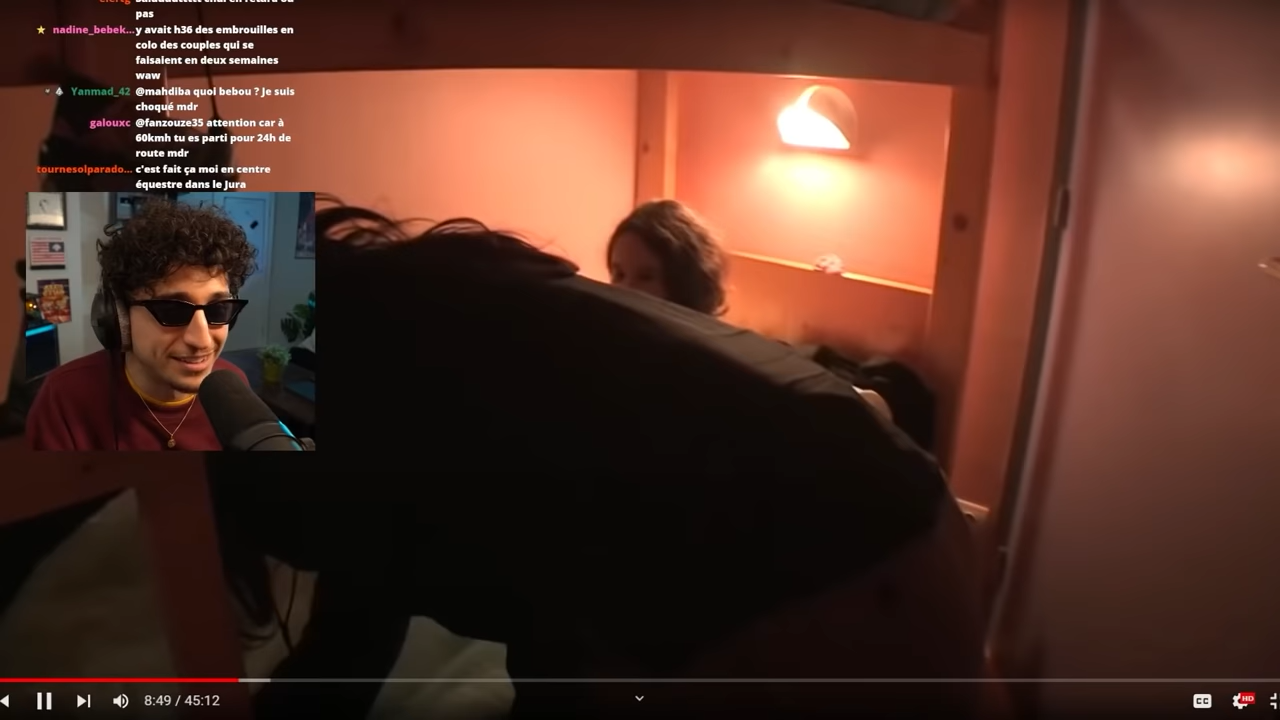 pas
nadine_bebek... y avait h36 des embrouilles en
colo des couples qui se
faisaient en deux semaines
waw
Yanmad_42 @mahdiba quoi bebou ? Je suis
choqué mdr
galouxc @fanzouze35 attention car à
60kmh tu es parti pour 24h de
route mdr
tournesolparado... c'est fait ça moi en centre
équestre dans le Jura
8:49 / 45:12
CC
HD